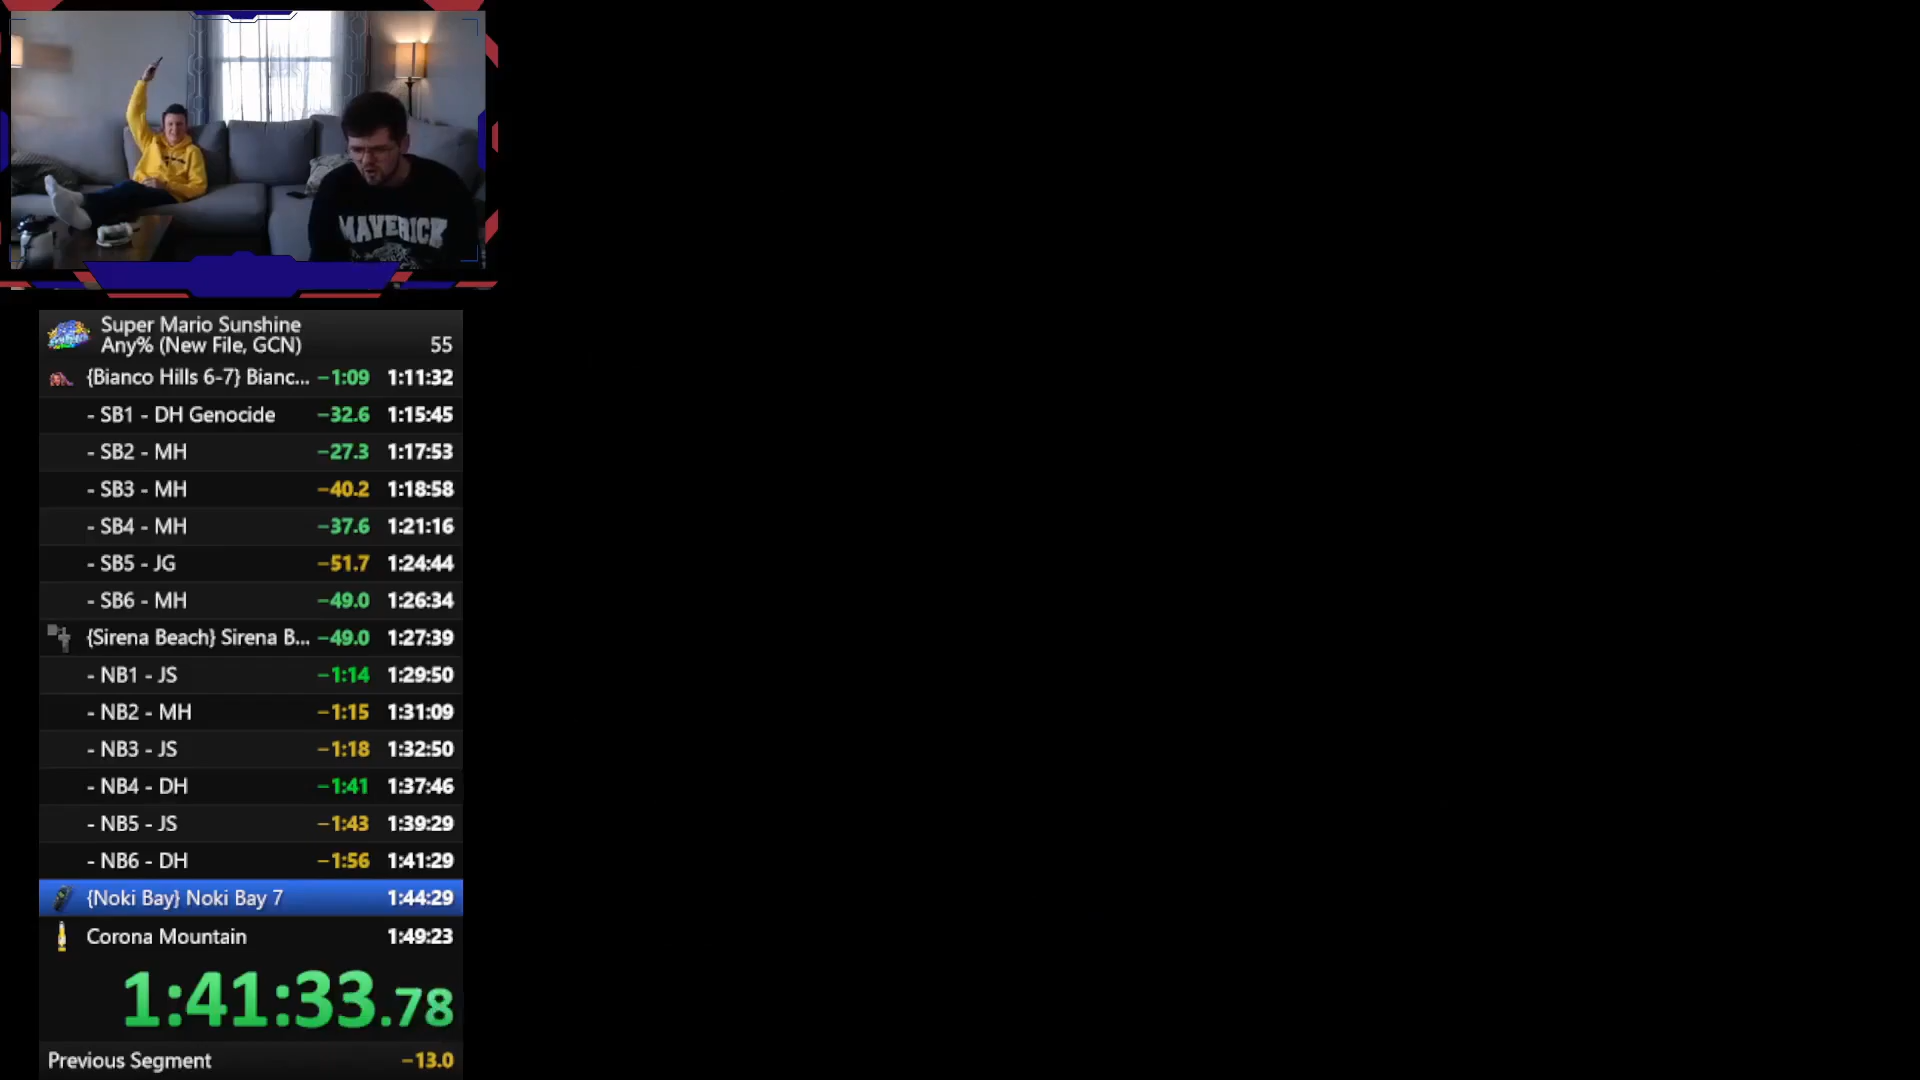 MAVERICK
Super Mario Sunshine
Any% (New File, GCN) 55
{Bianco Hills 6-7} Bianc... −1:09 1:11:32
- SB1 - DH Genocide −32.6 1:15:45
- SB2 - MH −27.3 1:17:53
- SB3 - MH −40.2 1:18:58
- SB4 - MH −37.6 1:21:16
- SB5 - JG −51.7 1:24:44
- SB6 - MH −49.0 1:26:34
{Sirena Beach} Sirena B... −49.0 1:27:39
- NB1 - JS −1:14 1:29:50
- NB2 - MH −1:15 1:31:09
- NB3 - JS −1:18 1:32:50
- NB4 - DH −1:41 1:37:46
- NB5 - JS −1:43 1:39:29
- NB6 - DH −1:56 1:41:29
{Noki Bay} Noki Bay 7 1:44:29
Corona Mountain 1:49:23
1:41:33.78
Previous Segment −13.0